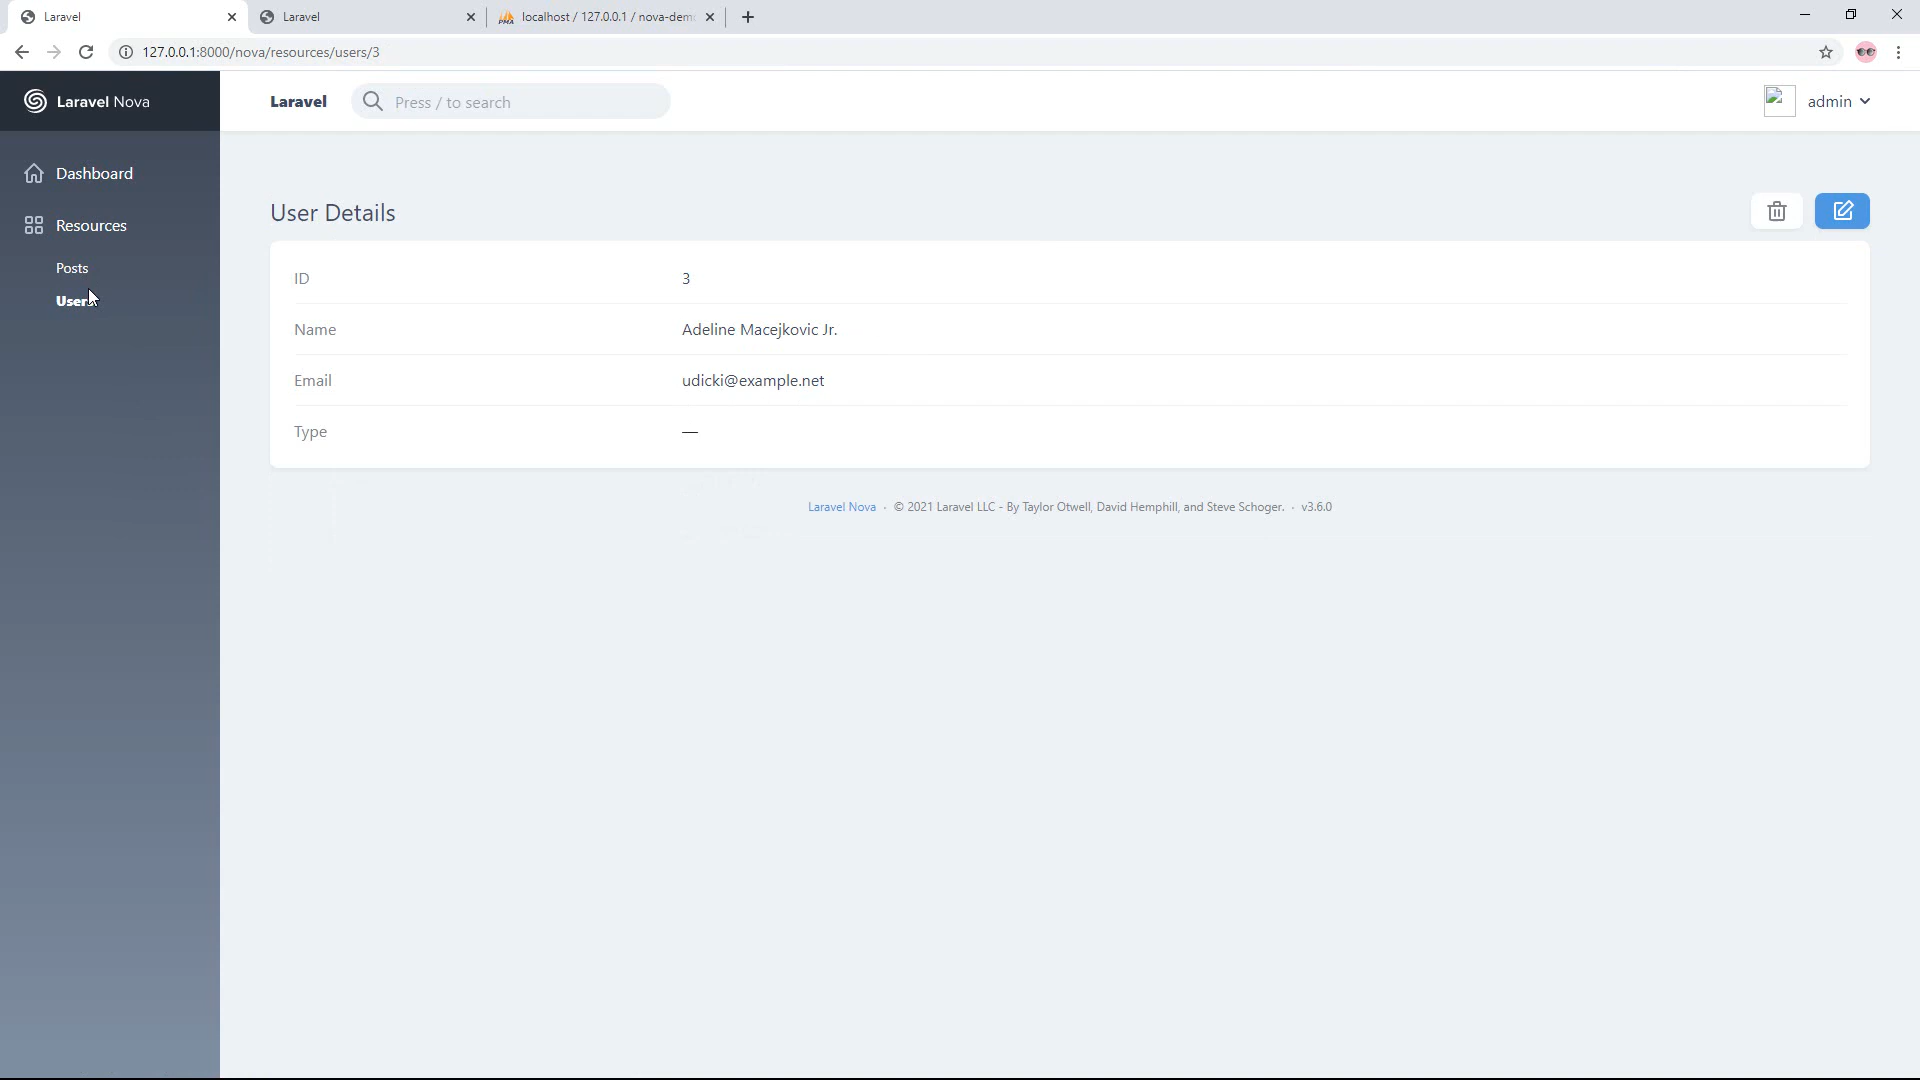 Laravel
Laravel
localhost / 127.0.0.1 / nova-dem
127.0.0.1:8000/nova/resources/users/3
Laravel Nova
Laravel
Press / to search
admin
Dashboard
Resources
Posts
Users
User Details
ID
3
Name
Adeline Macejkovic Jr.
Email
udicki@example.net
Type
—
Laravel Nova · © 2021 Laravel LLC - By Taylor Otwell, David Hemphill, and Steve Schoger. · v3.6.0